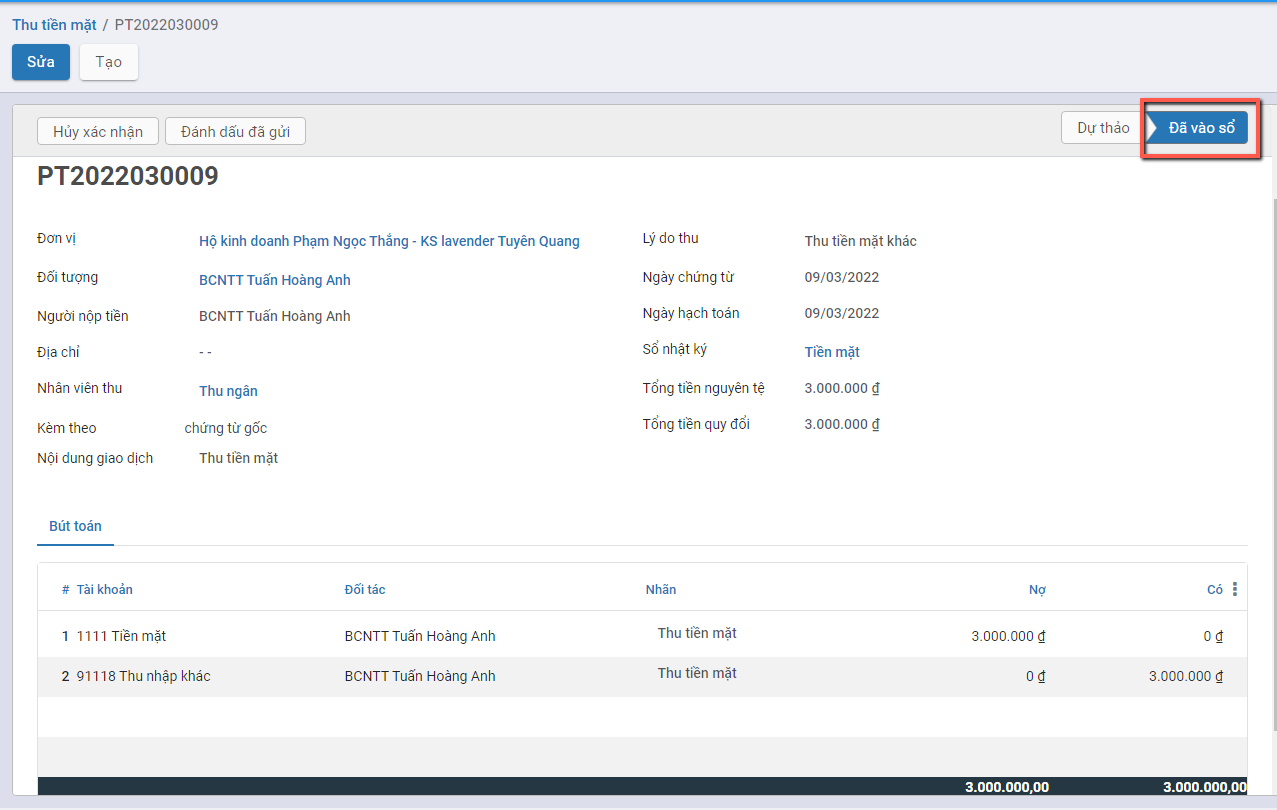 Thu tiền mặt / PT2022030009
Sửa Tạo
Hủy xác nhận Đánh dấu đã gửi Dự thảo Đã vào sổ
PT2022030009
Đơn vị Hộ kinh doanh Phạm Ngọc Thắng - KS lavender Tuyên Quang
Đối tượng BCNTT Tuấn Hoàng Anh
Người nộp tiền BCNTT Tuấn Hoàng Anh
Địa chỉ - -
Nhân viên thu Thu ngân
Kèm theo chứng từ gốc
Nội dung giao dịch Thu tiền mặt
Lý do thu Thu tiền mặt khác
Ngày chứng từ 09/03/2022
Ngày hạch toán 09/03/2022
Sổ nhật ký Tiền mặt
Tổng tiền nguyên tệ 3.000.000 ₫
Tổng tiền quy đổi 3.000.000 ₫
Bút toán
# Tài khoản Đối tác Nhãn Nợ Có
1 1111 Tiền mặt BCNTT Tuấn Hoàng Anh Thu tiền mặt 3.000.000 ₫ 0 ₫
2 91118 Thu nhập khác BCNTT Tuấn Hoàng Anh Thu tiền mặt 0 ₫ 3.000.000 ₫
3.000.000,00 3.000.000,00